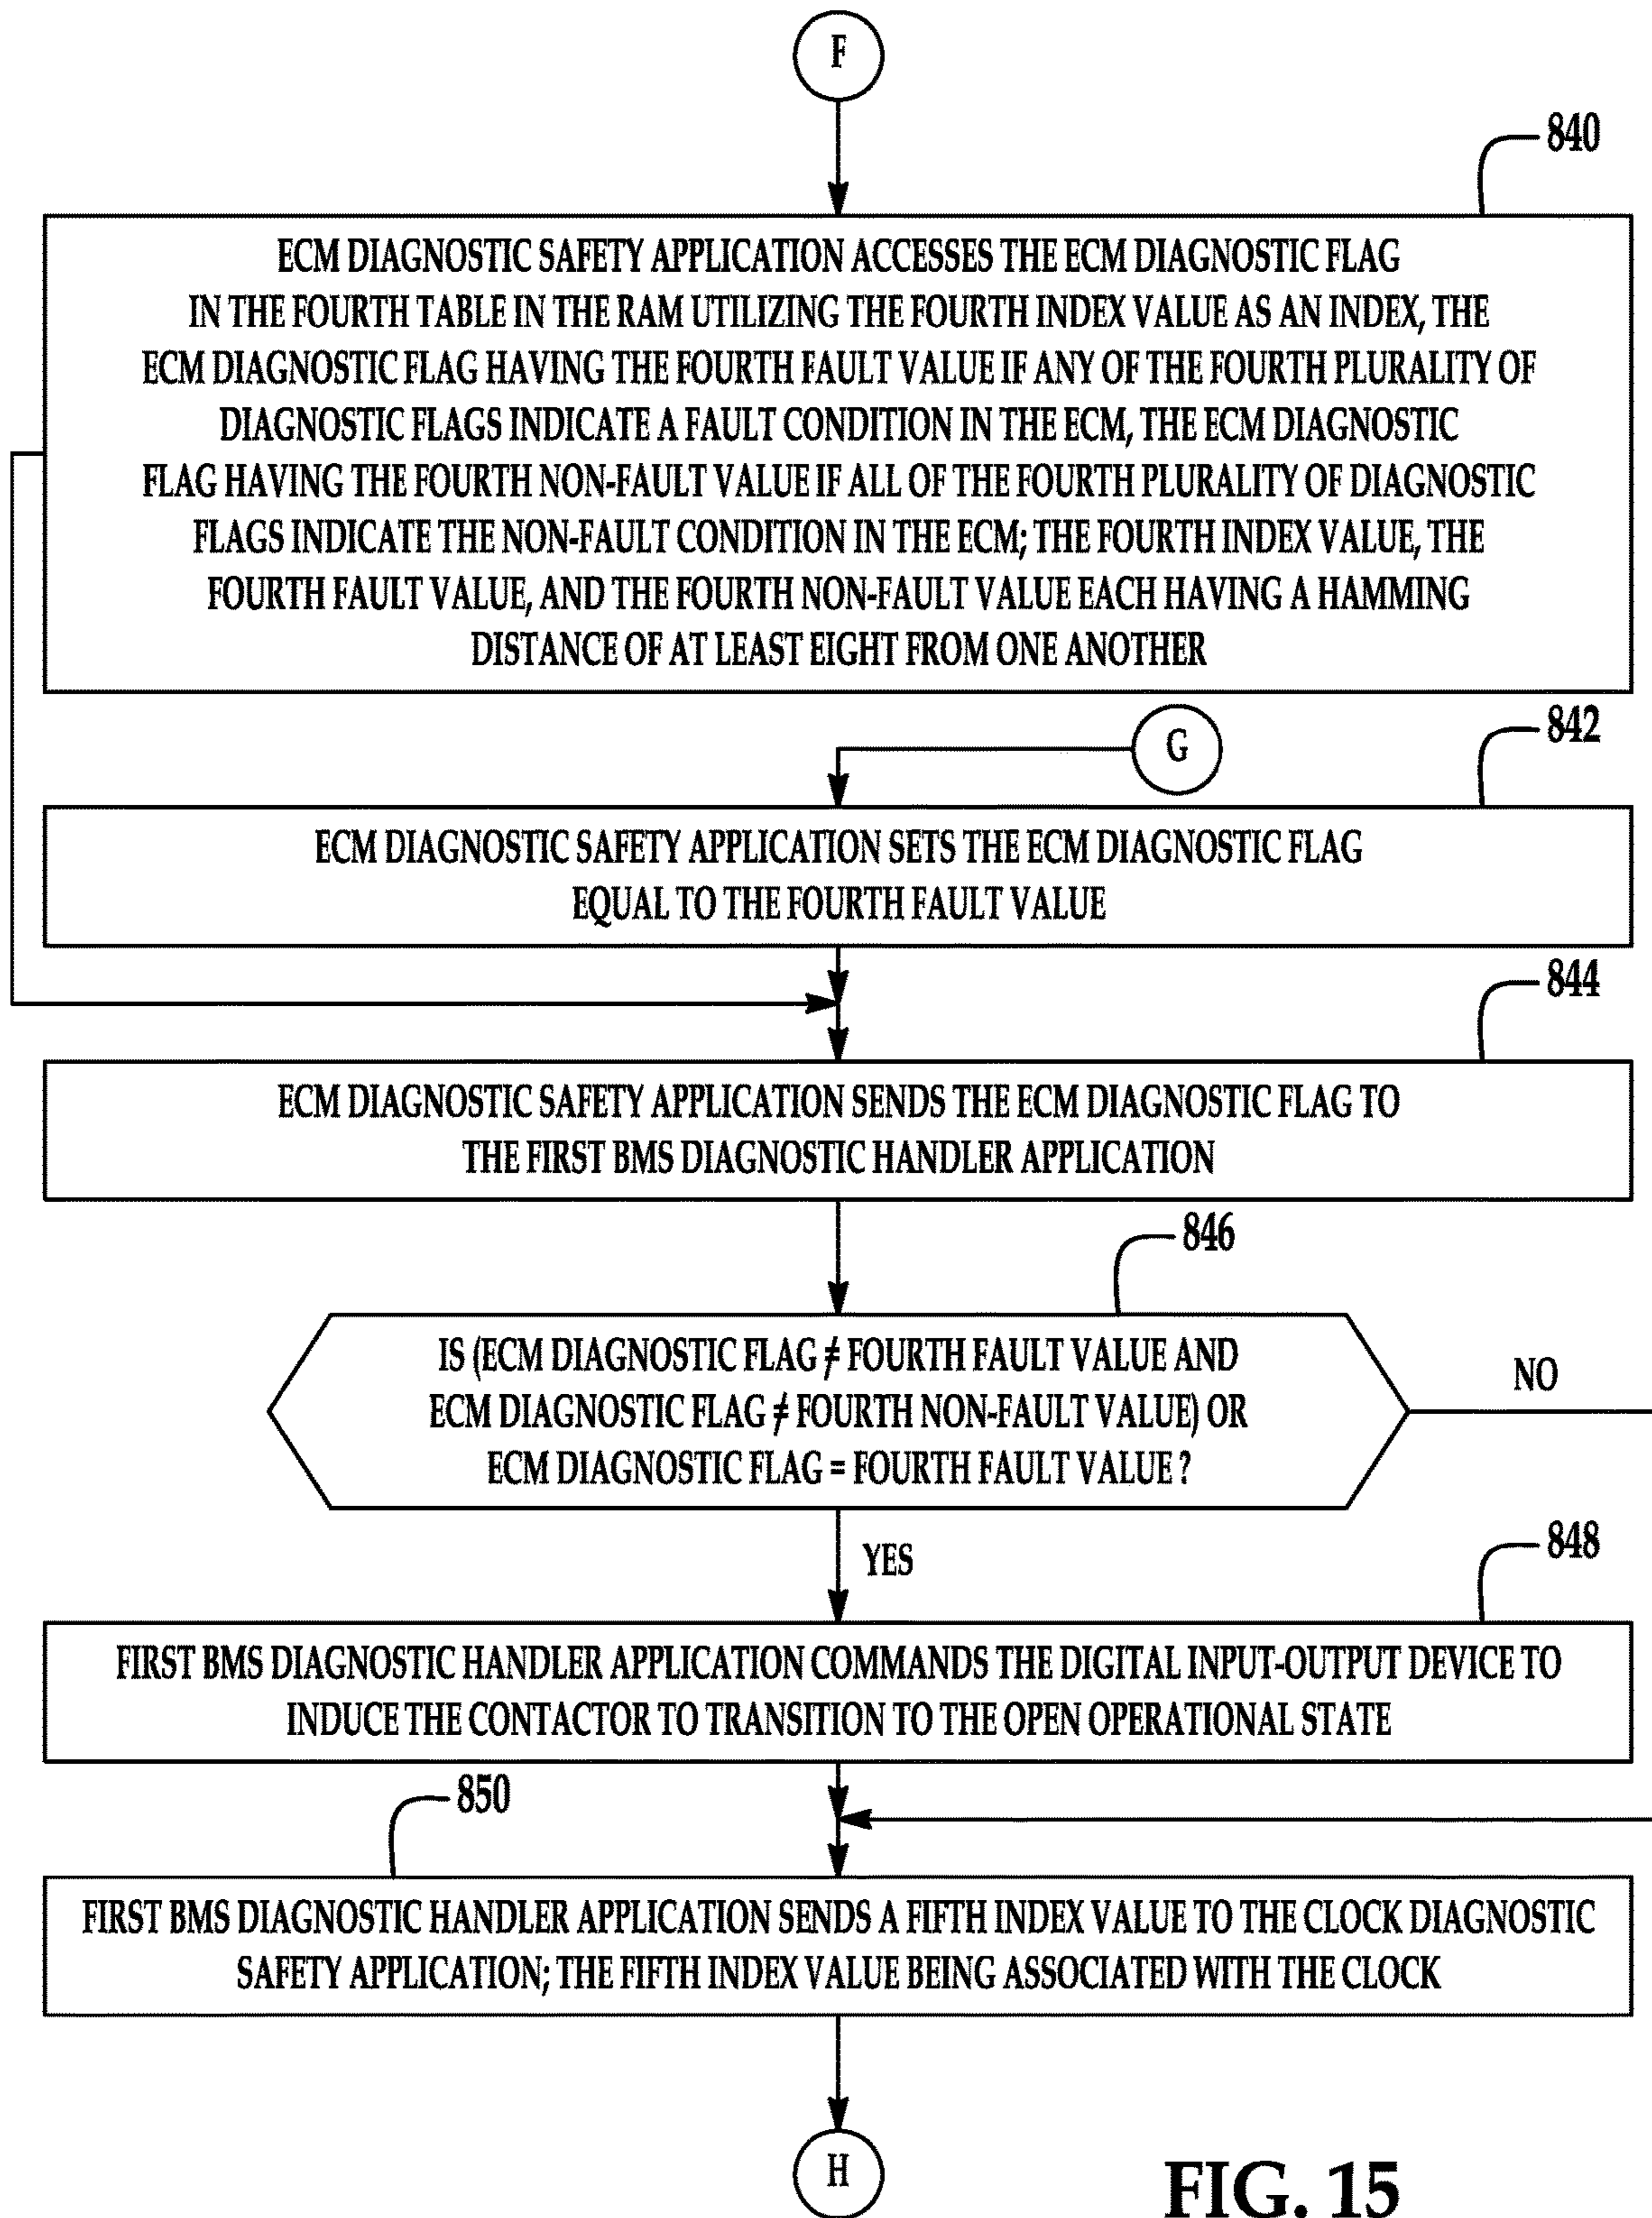 F
840
ECM DIAGNOSTIC SAFETY APPLICATION ACCESSES THE ECM DIAGNOSTIC FLAG
IN THE FOURTH TABLE IN THE RAM UTILIZING THE FOURTH INDEX VALUE AS AN INDEX, THE
ECM DIAGNOSTIC FLAG HAVING THE FOURTH FAULT VALUE IF ANY OF THE FOURTH PLURALITY OF
DIAGNOSTIC FLAGS INDICATE A FAULT CONDITION IN THE ECM, THE ECM DIAGNOSTIC
FLAG HAVING THE FOURTH NON-FAULT VALUE IF ALL OF THE FOURTH PLURALITY OF DIAGNOSTIC
FLAGS INDICATE THE NON-FAULT CONDITION IN THE ECM; THE FOURTH INDEX VALUE, THE
FOURTH FAULT VALUE, AND THE FOURTH NON-FAULT VALUE EACH HAVING A HAMMING
DISTANCE OF AT LEAST EIGHT FROM ONE ANOTHER
G
842
ECM DIAGNOSTIC SAFETY APPLICATION SETS THE ECM DIAGNOSTIC FLAG
EQUAL TO THE FOURTH FAULT VALUE
844
ECM DIAGNOSTIC SAFETY APPLICATION SENDS THE ECM DIAGNOSTIC FLAG TO
THE FIRST BMS DIAGNOSTIC HANDLER APPLICATION
846
IS (ECM DIAGNOSTIC FLAG ≠ FOURTH FAULT VALUE AND
ECM DIAGNOSTIC FLAG ≠ FOURTH NON-FAULT VALUE) OR
ECM DIAGNOSTIC FLAG = FOURTH FAULT VALUE ?
NO
YES
848
FIRST BMS DIAGNOSTIC HANDLER APPLICATION COMMANDS THE DIGITAL INPUT-OUTPUT DEVICE TO
INDUCE THE CONTACTOR TO TRANSITION TO THE OPEN OPERATIONAL STATE
850
FIRST BMS DIAGNOSTIC HANDLER APPLICATION SENDS A FIFTH INDEX VALUE TO THE CLOCK DIAGNOSTIC
SAFETY APPLICATION; THE FIFTH INDEX VALUE BEING ASSOCIATED WITH THE CLOCK
H
FIG. 15